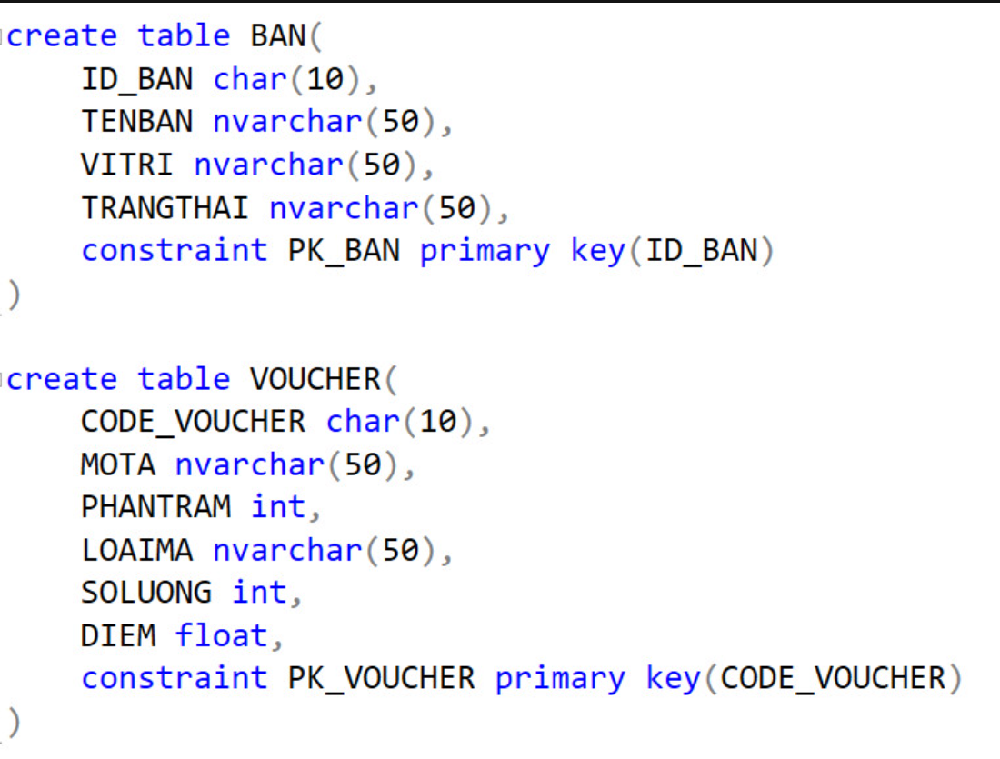 create table BAN(
ID_BAN char(10),
TENBAN nvarchar(50),
VITRI nvarchar(50),
TRANGTHAI nvarchar(50),
constraint PK_BAN primary key(ID_BAN)
)
create table VOUCHER(
CODE_VOUCHER char(10),
MOTA nvarchar(50),
PHANTRAM int,
LOAIMA nvarchar(50),
SOLUONG int,
DIEM float,
constraint PK_VOUCHER primary key(CODE_VOUCHER)
)